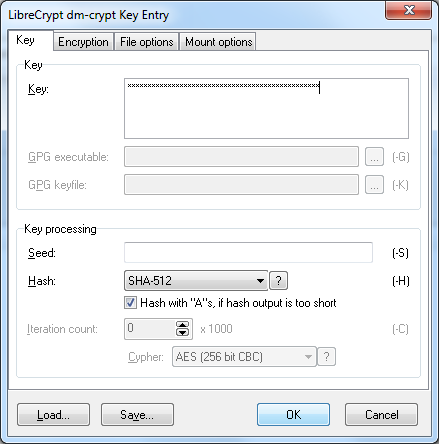 LibreCrypt dm-crypt Key Entry
Key Encryption File options Mount options
Key
Key:
GPG executable: ... (-G)
GPG keyfile: ... (-K)
Key processing
Seed: (-S)
Hash: SHA-512 ? (-H)
Hash with "A"s, if hash output is too short
Iteration count: 0 x 1000 (-C)
Cypher: AES (256 bit CBC) ?
Load... Save... OK Cancel